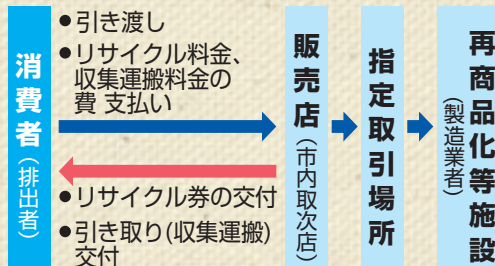 消費者(排出者)
●引き渡し
●リサイクル料金、
収集運搬料金の
費 支払い
●リサイクル券の交付
●引き取り(収集運搬)
交付
販売店(市内取次店)
指定取引場所
再商品化等施設
(製造業者)